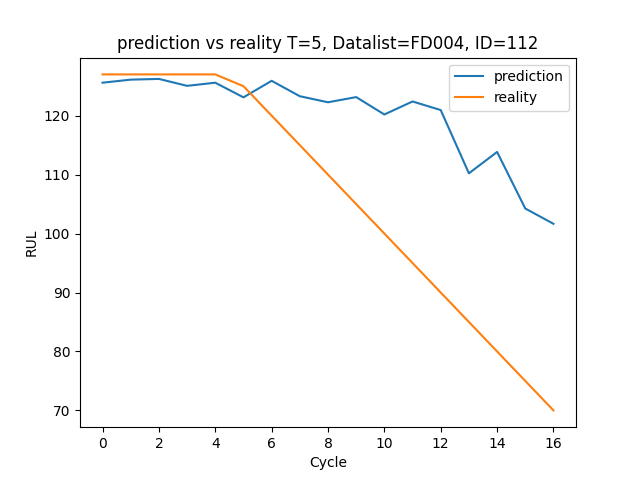 prediction vs reality T=5, Datalist=FD004, ID=112
prediction
reality
RUL
120
110
100
90
80
70
0 2 4 6 8 10 12 14 16
Cycle